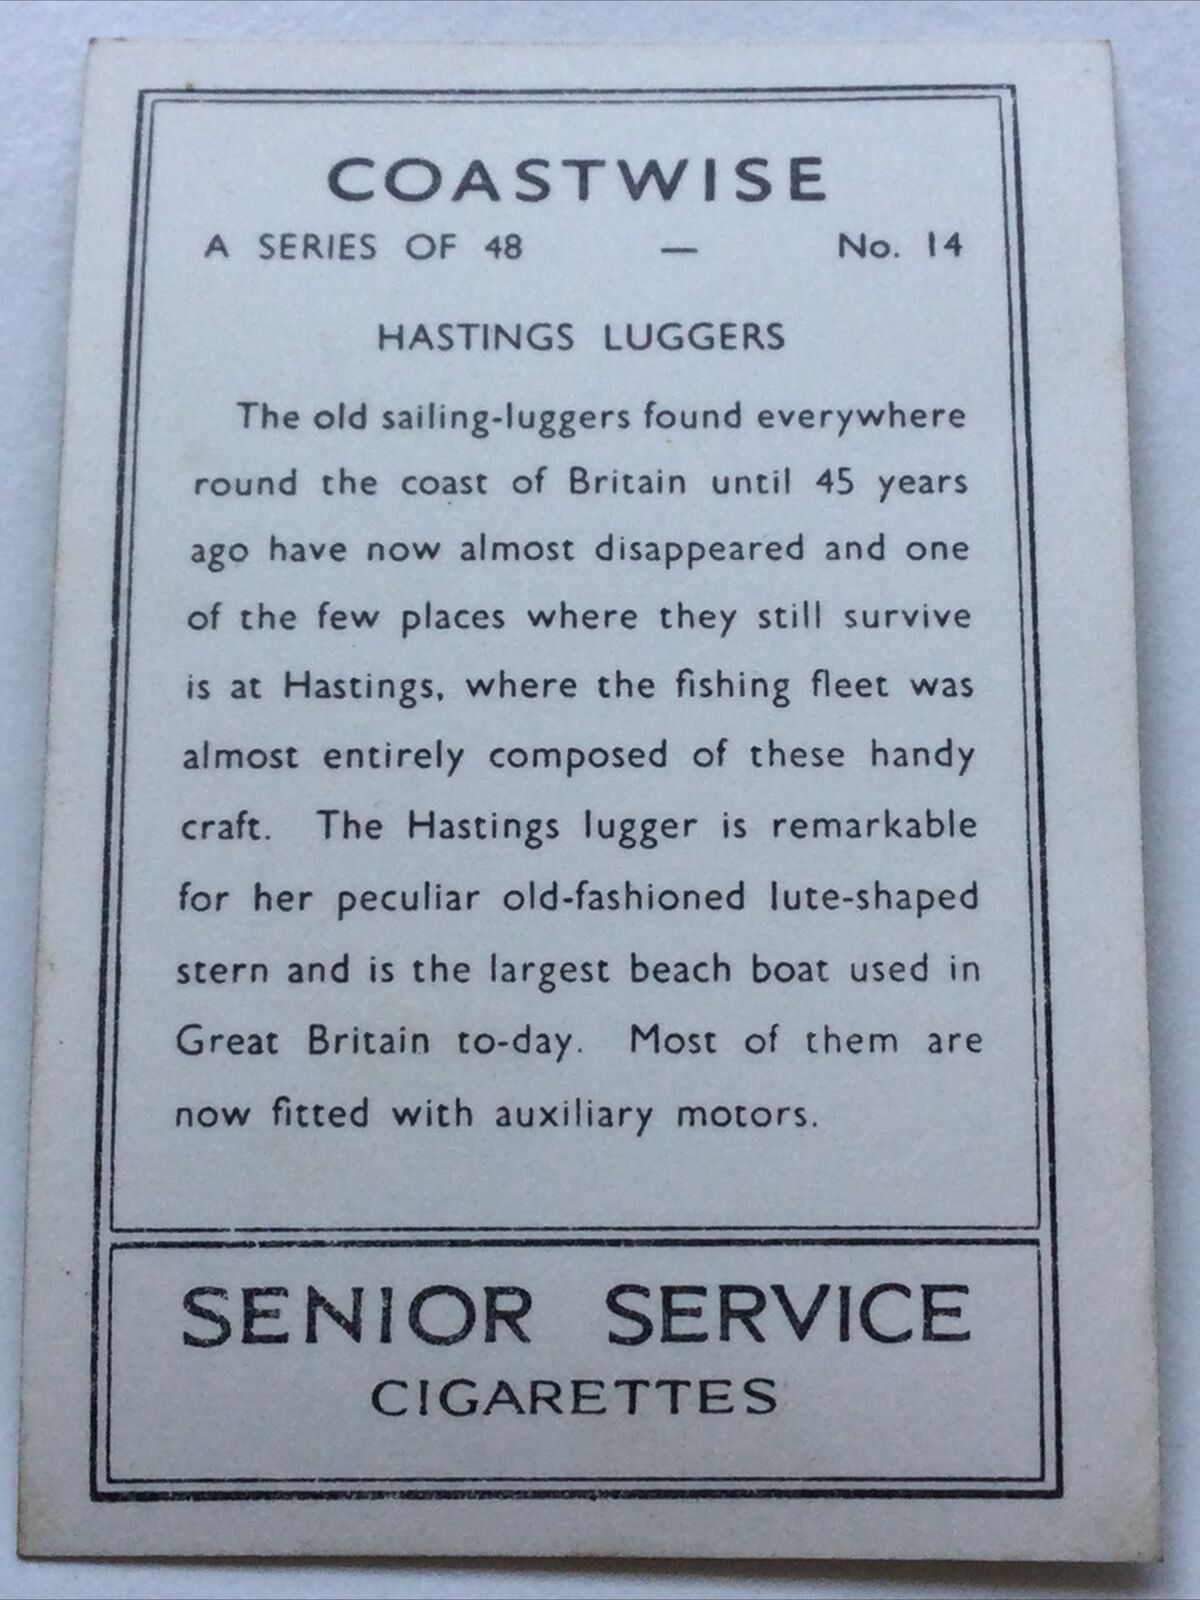 COASTWISE
A SERIES OF 48 — No. 14
HASTINGS LUGGERS
The old sailing-luggers found everywhere
round the coast of Britain until 45 years
ago have now almost disappeared and one
of the few places where they still survive
is at Hastings, where the fishing fleet was
almost entirely composed of these handy
craft. The Hastings lugger is remarkable
for her peculiar old-fashioned lute-shaped
stern and is the largest beach boat used in
Great Britain to-day. Most of them are
now fitted with auxiliary motors.
SENIOR SERVICE
CIGARETTES